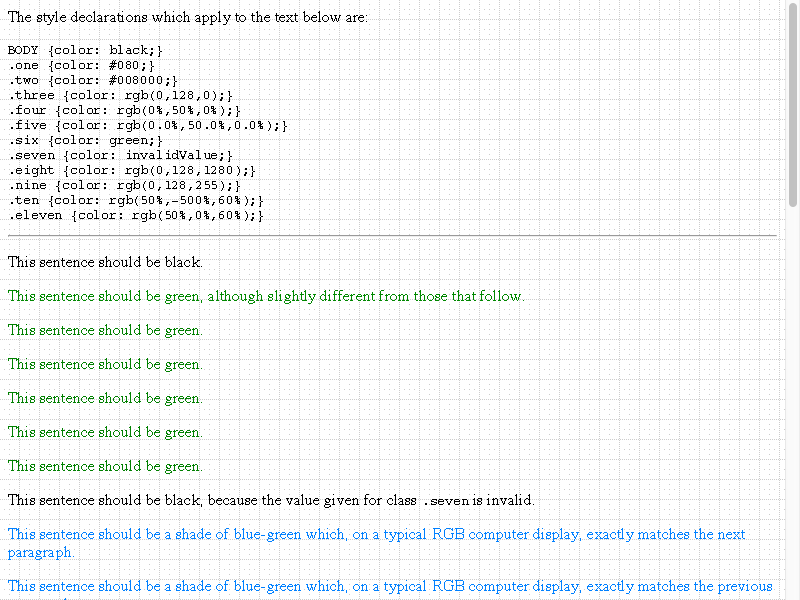 The style declarations which apply to the text below are:
BODY {color: black;}
.one {color: #080;}
.two {color: #008000;}
.three {color: rgb(0,128,0);}
.four {color: rgb(0%,50%,0%);}
.five {color: rgb(0.0%,50.0%,0.0%);}
.six {color: green;}
.seven {color: invalidValue;}
.eight {color: rgb(0,128,1280);}
.nine {color: rgb(0,128,255);}
.ten {color: rgb(50%,-500%,60%);}
.eleven {color: rgb(50%,0%,60%);}
This sentence should be black.
This sentence should be green, although slightly different from those that follow.
This sentence should be green.
This sentence should be green.
This sentence should be green.
This sentence should be green.
This sentence should be green.
This sentence should be black, because the value given for class .seven is invalid.
This sentence should be a shade of blue-green which, on a typical RGB computer display, exactly matches the next
paragraph.
This sentence should be a shade of blue-green which, on a typical RGB computer display, exactly matches the previous